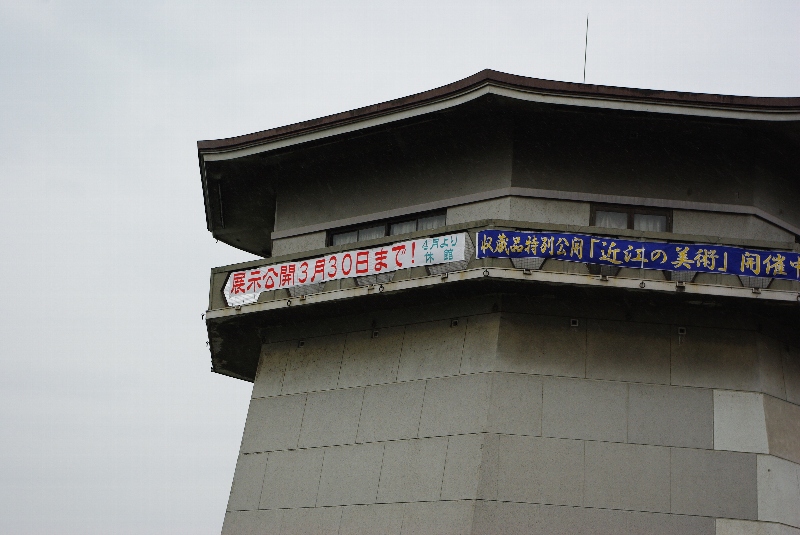 展示公開3月30日まで!
4月より
休館
収蔵品特別公開「近江の美術」開催中